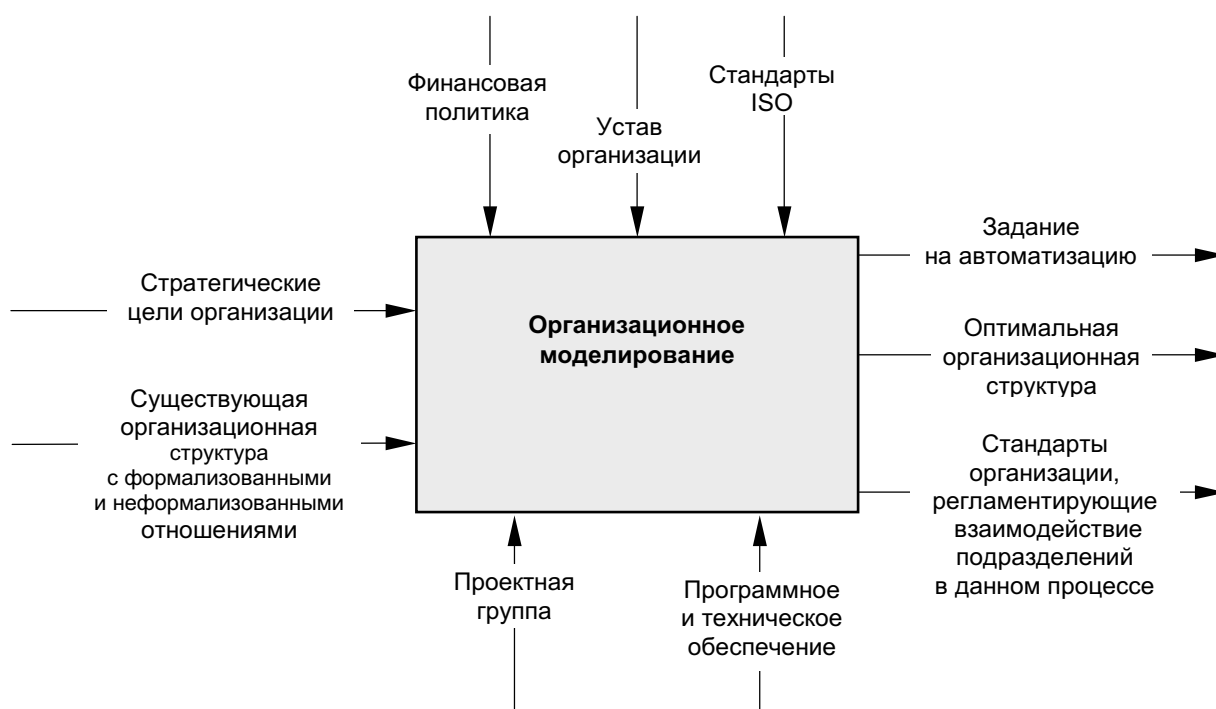 Финансовая
политика
Устав
организации
Стандарты
ISO
Стратегические
цели организации
Существующая
организационная
структура
с формализованными
и неформализованными
отношениями
Организационное
моделирование
Задание
на автоматизацию
Оптимальная
организационная
структура
Стандарты
организации,
регламентирующие
взаимодействие
подразделений
в данном процессе
Проектная
группа
Программное
и техническое
обеспечение